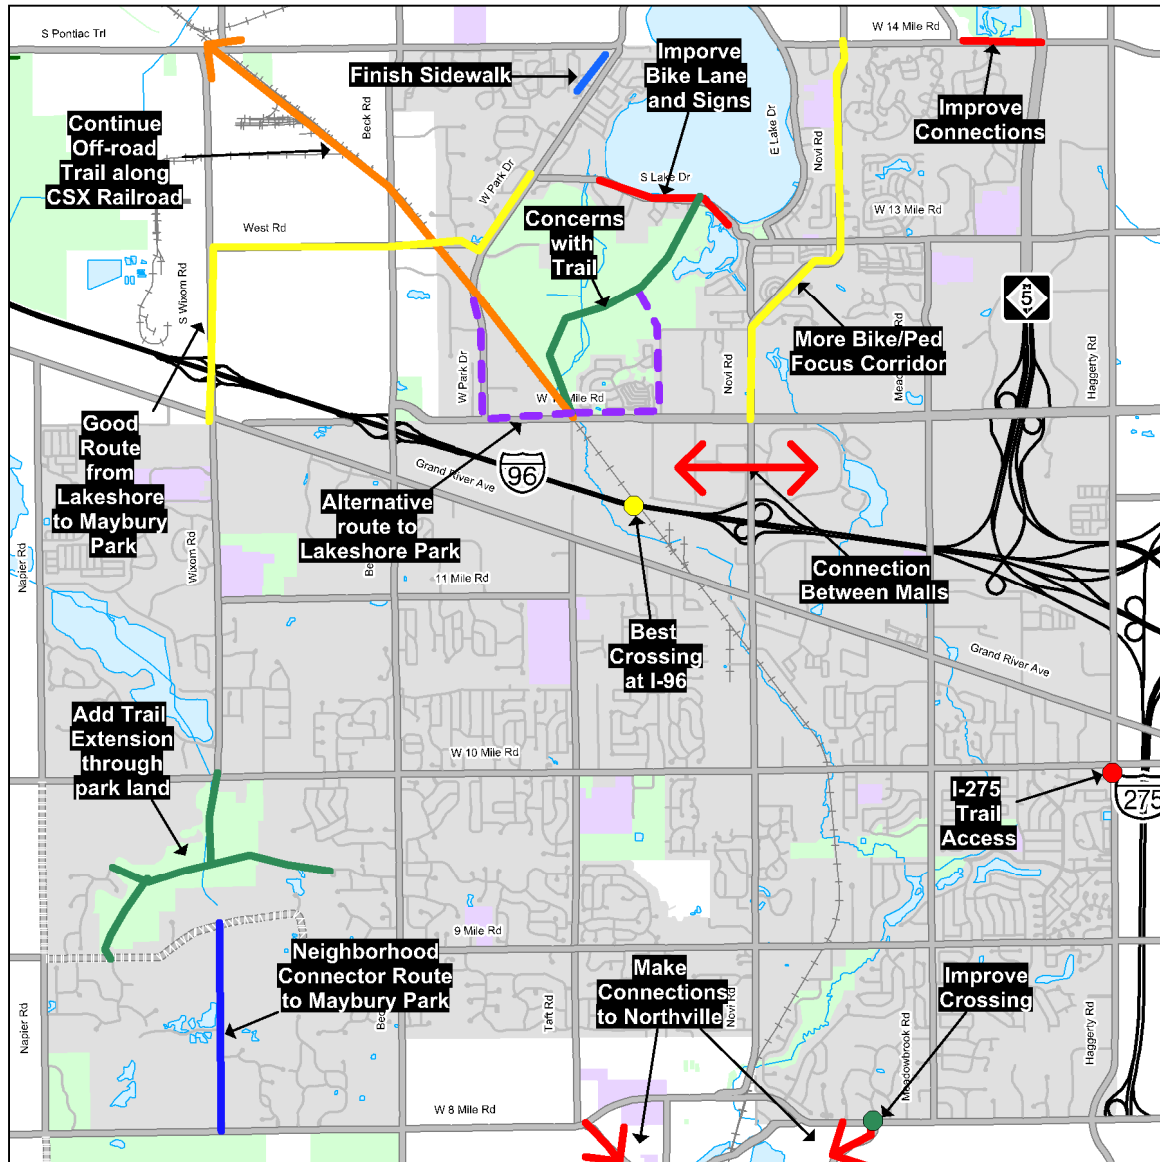 S Pontiac Trl
W 14 Mile Rd
Finish Sidewalk
Imporve
Bike Lane
and Signs
Improve
Connections
Continue
Off-road
Trail along
CSX Railroad
Beck Rd
E Lake Dr
Novi Rd
W Park Dr
S Lake Dr
W 13 Mile Rd
West Rd
Concerns
with
Trail
S Wixom Rd
M
5
More Bike/Ped
Focus Corridor
Haggerty Rd
W Park Dr
Novi Rd
Good
Route
from
Lakeshore
to Maybury
Park
Grand River Ave
96
Alternative
route to
Lakeshore Park
Napier Rd
Wixom Rd
11 Mile Rd
Connection
Between Malls
Best
Crossing
at I-96
Grand River Ave
Add Trail
Extension
through
park land
W 10 Mile Rd
I-275
Trail
Access
275
9 Mile Rd
Neighborhood
Connector Route
to Maybury Park
Make
Connections
to Northville
Improve
Crossing
Napier Rd
Taft Rd
Novi Rd
Meadowbrook Rd
Haggerty Rd
W 8 Mile Rd